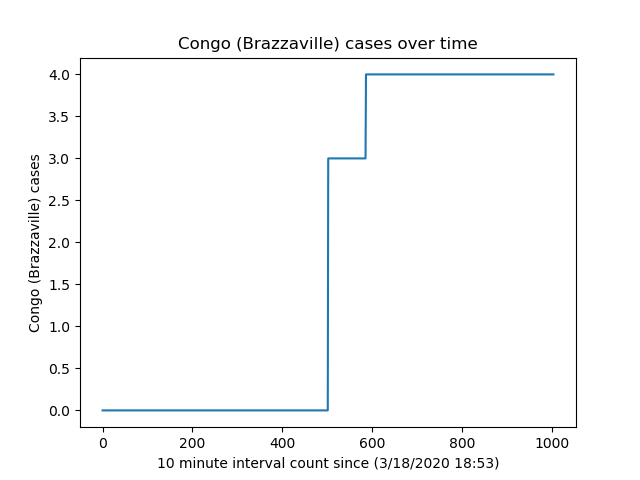 Congo (Brazzaville) cases over time
4.0
3.5
3.0
2.5
2.0
1.5
1.0
0.5
0.0
Congo (Brazzaville) cases
0 200 400 600 800 1000
10 minute interval count since (3/18/2020 18:53)